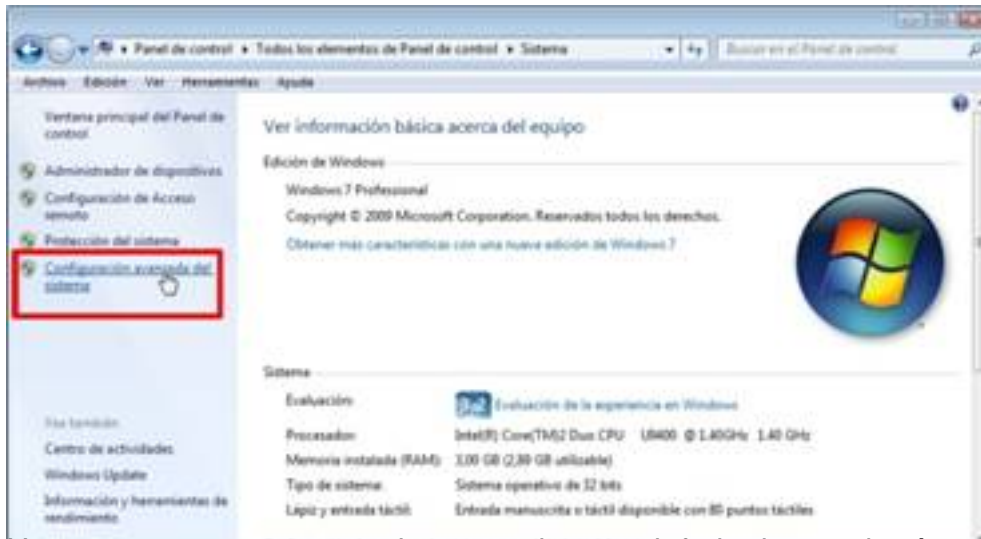 Panel de control ▸ Todos los elementos de Panel de control ▸ Sistema
Buscar en el Panel de control
Archivo Edición Ver Herramientas Ayuda
Ventana principal del Panel de
control
Administrador de dispositivos
Configuración de Acceso
remoto
Protección del sistema
Configuración avanzada del
sistema
Vea también
Centro de actividades
Windows Update
Información y herramientas de
rendimiento
Ver información básica acerca del equipo
Edición de Windows
Windows 7 Professional
Copyright © 2009 Microsoft Corporation. Reservados todos los derechos.
Obtener más características con una nueva edición de Windows 7
Sistema
Evaluación:
Evaluación de la experiencia en Windows
Procesador: Intel(R) Core(TM)2 Duo CPU U9400 @ 1.40GHz 1.40 GHz
Memoria instalada (RAM): 3,00 GB (2,89 GB utilizable)
Tipo de sistema: Sistema operativo de 32 bits
Lápiz y entrada táctil: Entrada manuscrita o táctil disponible con 85 puntos táctiles